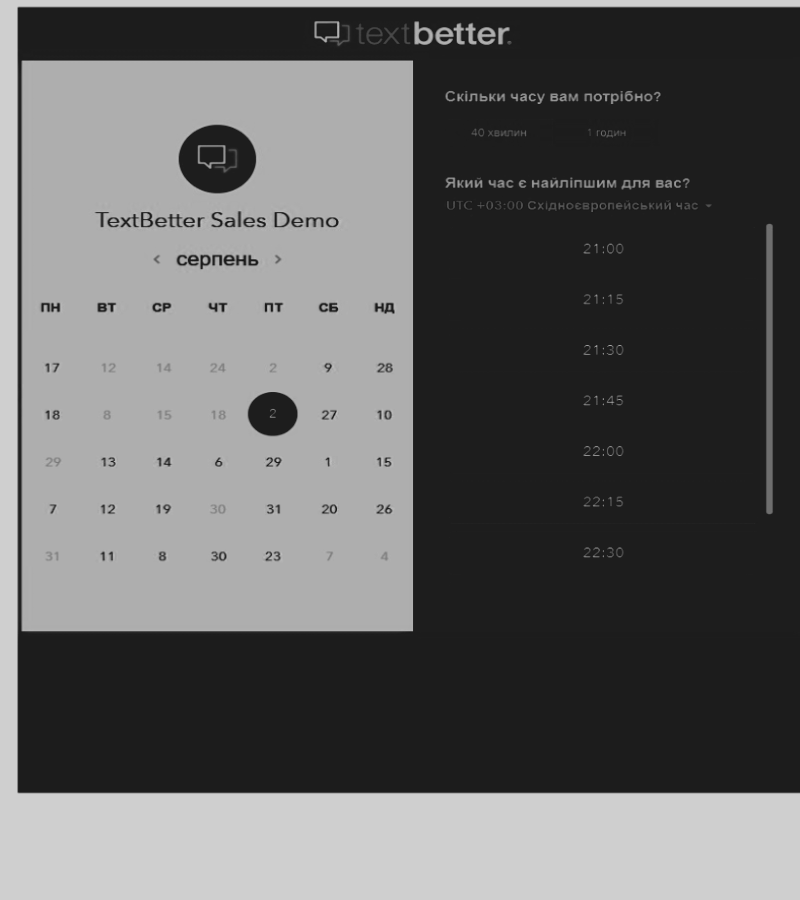 textbetter.
TextBetter Sales Demo
‹ серпень ›
ПН ВТ СР ЧТ ПТ СБ НД
17 12 14 24 2 9 28
18 8 15 18 2 27 10
29 13 14 6 29 1 15
7 12 19 30 31 20 26
31 11 8 30 23 7 4
Скільки часу вам потрібно?
40 хвилин 1 годин
Який час є найліпшим для вас?
UTC +03:00 Східноєвропейський час
21:00
21:15
21:30
21:45
22:00
22:15
22:30